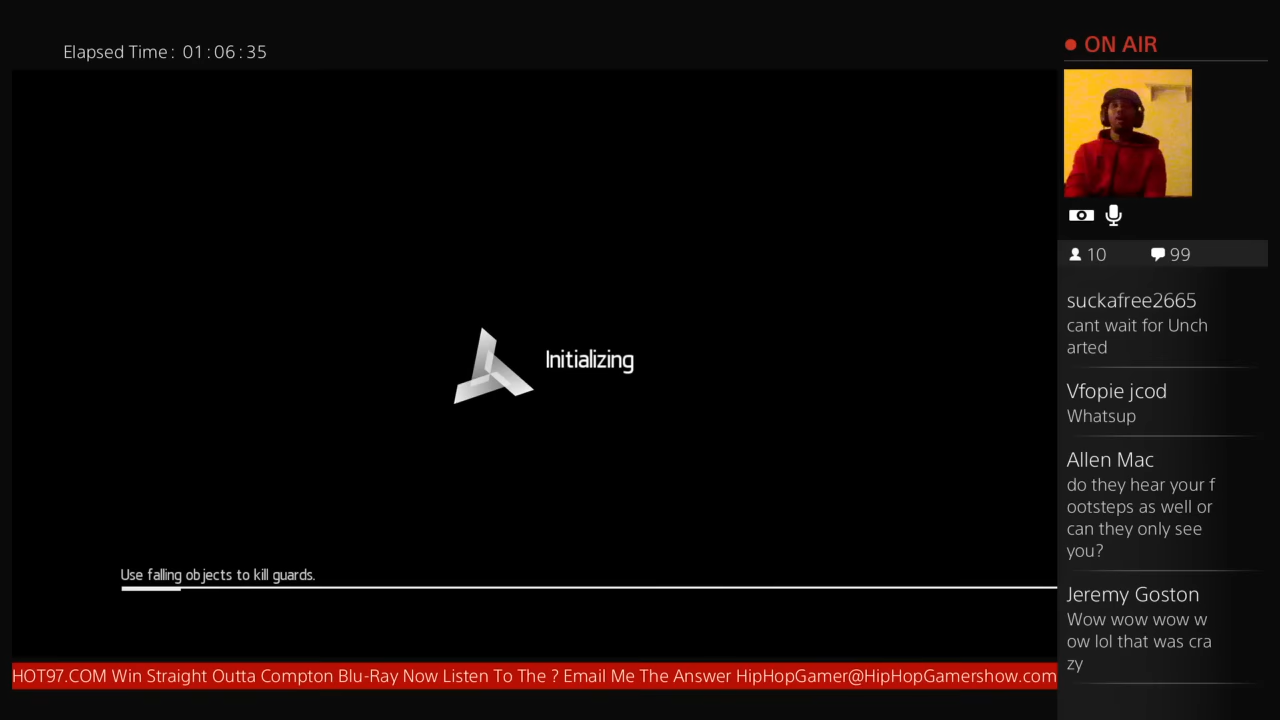 Elapsed Time: 01:06:35
ON AIR
10 99
suckafree2665
cant wait for Unch
arted
Vfopie jcod
Whatsup
Allen Mac
do they hear your f
ootsteps as well or
can they only see
you?
Jeremy Goston
Wow wow wow w
ow lol that was cra
zy
Initializing
Use falling objects to kill guards.
HOT97.COM Win Straight Outta Compton Blu-Ray Now Listen To The ? Email Me The Answer HipHopGamer@HipHopGamershow.com